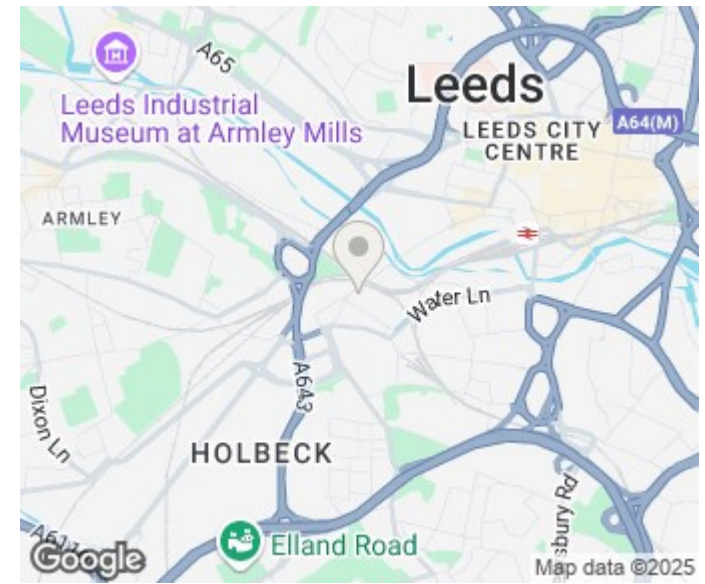 A65
Leeds
Leeds Industrial
Museum at Armley Mills
LEEDS CITY
CENTRE
A64(M)
ARMLEY
Water Ln
A643
Dixon Ln
HOLBECK
Elland Road
Google
Map data ©2025